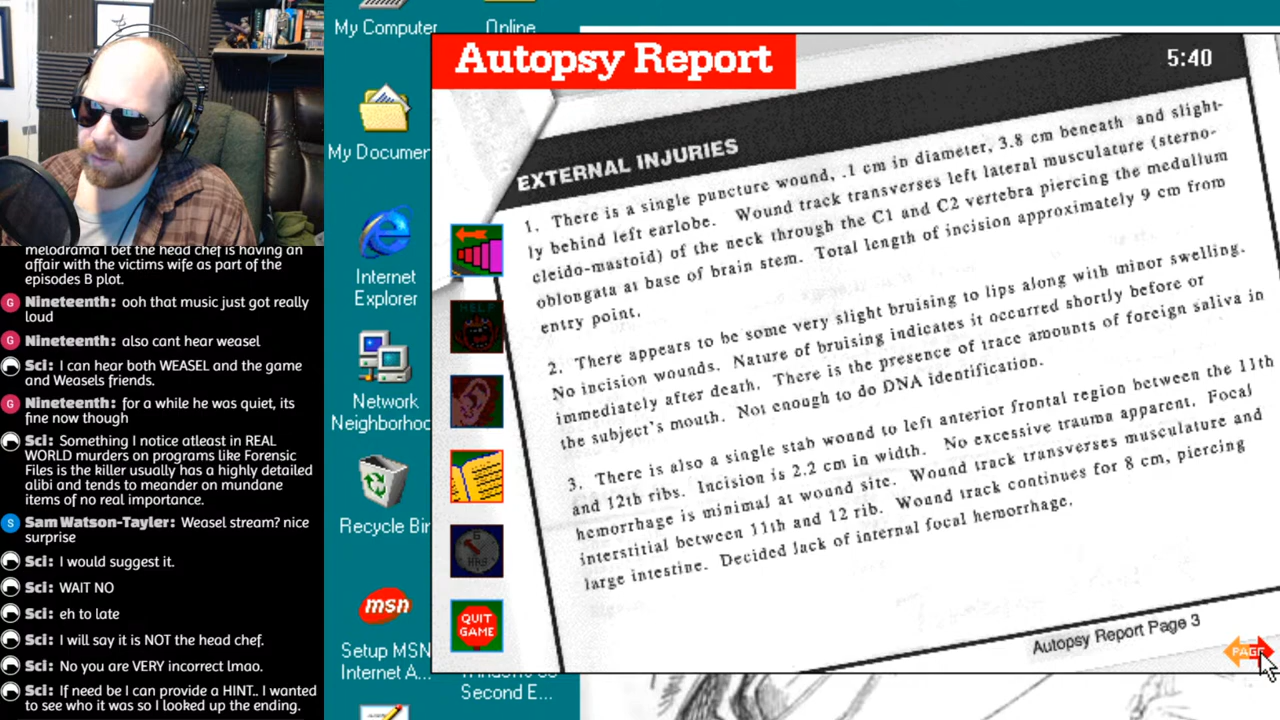 melodrama I bet the head chef is having an
affair with the victims wife as part of the
episodes B plot.
G Nineteenth: ooh that music just got really
loud
G Nineteenth: also cant hear weasel
Sci: I can hear both WEASEL and the game
and Weasels friends.
G Nineteenth: for a while he was quiet, its
fine now though
Sci: Something I notice atleast in REAL
WORLD murders on programs like Forensic
Files is the killer usually has a highly detailed
alibi and tends to meander on mundane
items of no real importance.
S Sam Watson-Tayler: Weasel stream? nice
surprise
Sci: I would suggest it.
Sci: WAIT NO
Sci: eh to late
Sci: I will say it is NOT the head chef.
Sci: No you are VERY incorrect lmao.
Sci: If need be I can provide a HINT.. I wanted
to see who it was so I looked up the ending.
My Computer
Online
My Documen
Internet
Explorer
Network
Neighborhoo
Recycle Bin
msn
Setup MSN
Internet A...
Second E...
Autopsy Report
5:40
HELP
6
HRS
QUIT
GAME
EXTERNAL INJURIES
1. There is a single puncture wound, .1 cm in diameter, 3.8 cm beneath and slight-
ly behind left earlobe. Wound track transverses left lateral musculature (sterno-
cleido-mastoid) of the neck through the C1 and C2 vertebra piercing the medullum
oblongata at base of brain stem. Total length of incision approximately 9 cm from
entry point.
2. There appears to be some very slight bruising to lips along with minor swelling.
No incision wounds. Nature of bruising indicates it occurred shortly before or
immediately after death. There is the presence of trace amounts of foreign saliva in
the subject's mouth. Not enough to do DNA identification.
3. There is also a single stab wound to left anterior frontal region between the 11th
and 12th ribs. Incision is 2.2 cm in width. No excessive trauma apparent. Focal
hemorrhage is minimal at wound site. Wound track transverses musculature and
interstitial between 11th and 12 rib. Wound track continues for 8 cm, piercing
large intestine. Decided lack of internal focal hemorrhage.
Autopsy Report Page 3
PAGE